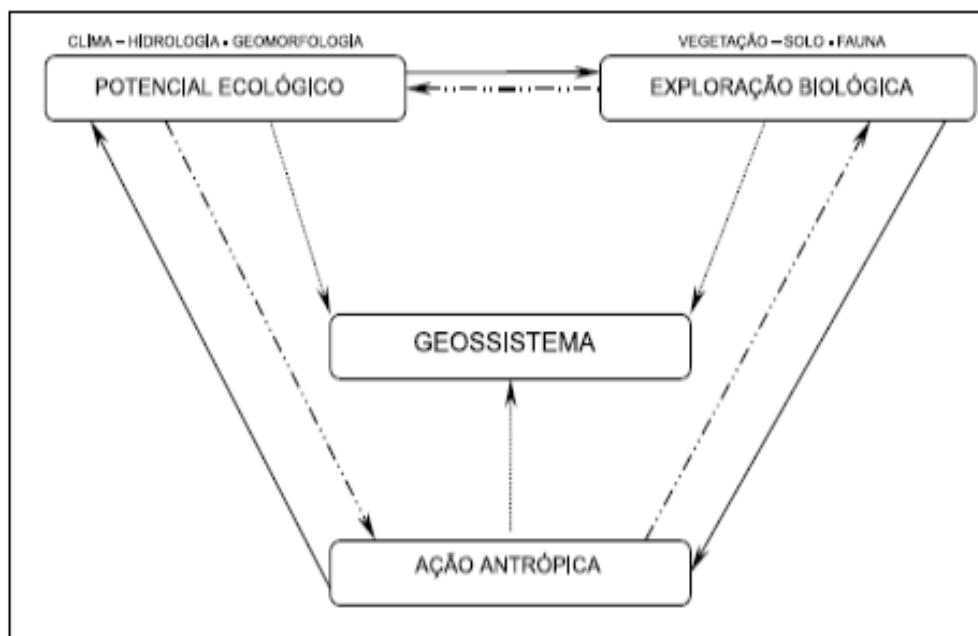 CLIMA – HIDROLOGIA • GEOMORFOLOGIA
POTENCIAL ECOLÓGICO
VEGETAÇÃO – SOLO • FAUNA
EXPLORAÇÃO BIOLÓGICA
GEOSSISTEMA
AÇÃO ANTRÓPICA